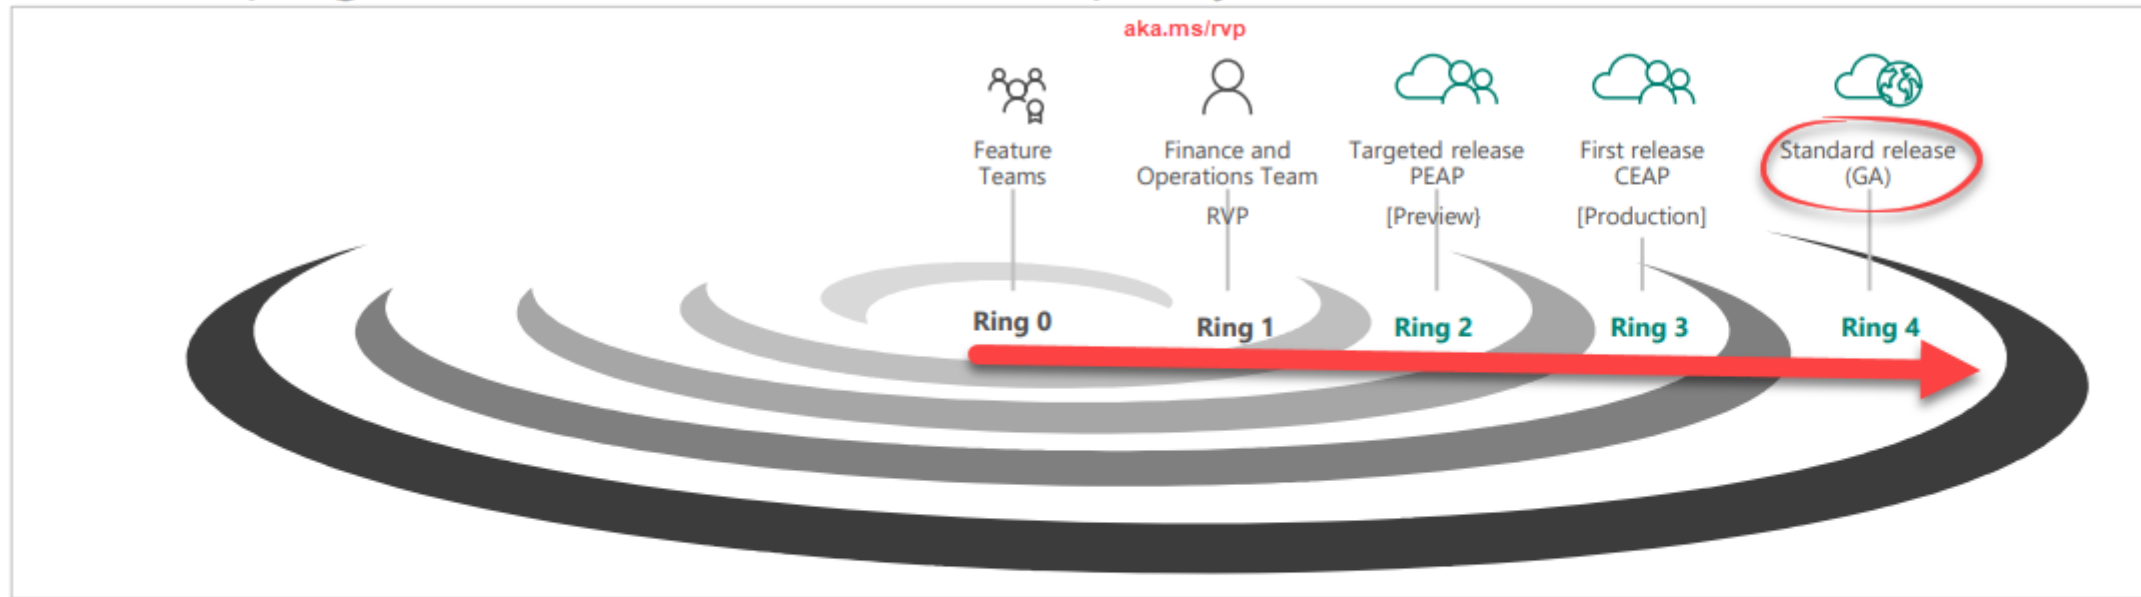 aka.ms/rvp
Feature
Teams
Finance and
Operations Team
RVP
Targeted release
PEAP
[Preview}
First release
CEAP
[Production]
Standard release
(GA)
Ring 0
Ring 1
Ring 2
Ring 3
Ring 4